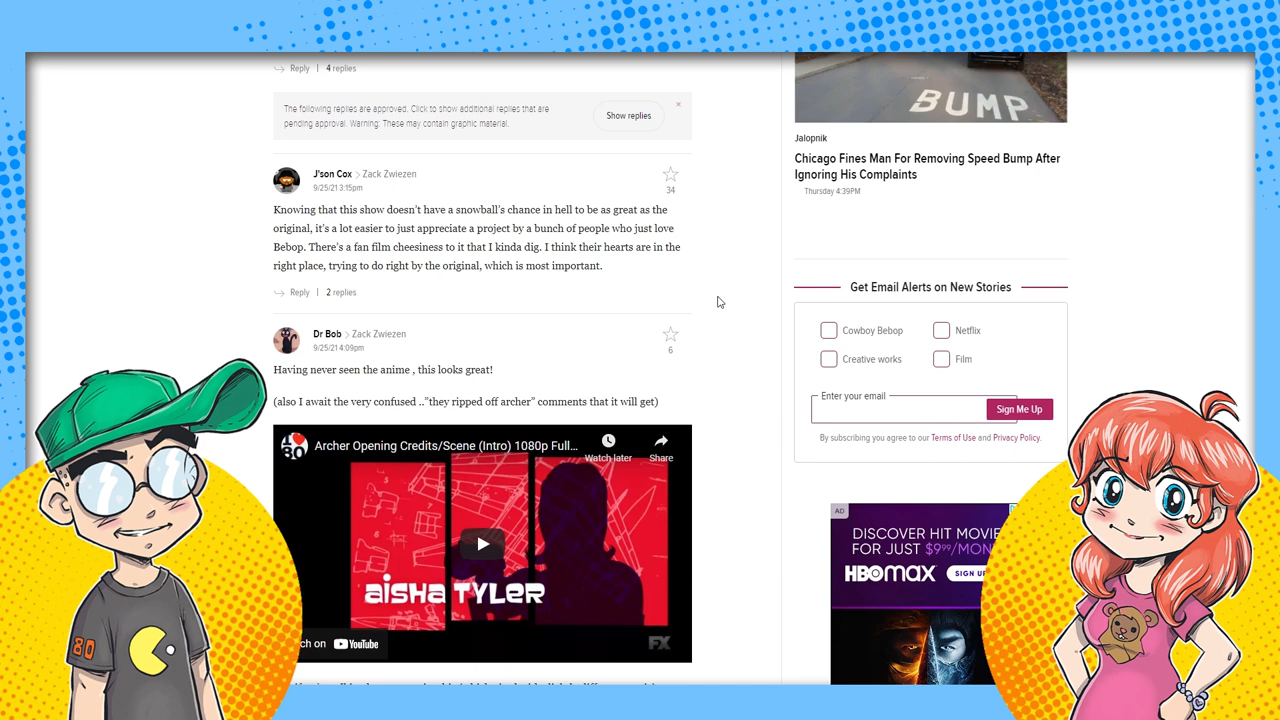 Reply | 4 replies
The following replies are approved. Click to show additional replies that are
pending approval. Warning: These may contain graphic material.
Show replies
×
J'son Cox > Zack Zwiezen
9/25/21 3:15pm
34
Knowing that this show doesn't have a snowball's chance in hell to be as great as the
original, it's a lot easier to just appreciate a project by a bunch of people who just love
Bebop. There's a fan film cheesiness to it that I kinda dig. I think their hearts are in the
right place, trying to do right by the original, which is most important.
Reply | 2 replies
Dr Bob > Zack Zwiezen
9/25/21 4:09pm
6
Having never seen the anime , this looks great!
(also I await the very confused .."they ripped off archer" comments that it will get)
Archer Opening Credits/Scene (Intro) 1080p Full...
Watch later
Share
aisha TYLER
ch on YouTube
FX
BUMP
Jalopnik
Chicago Fines Man For Removing Speed Bump After
Ignoring His Complaints
Thursday 4:39PM
Get Email Alerts on New Stories
Cowboy Bebop
Netflix
Creative works
Film
Enter your email
Sign Me Up
By subscribing you agree to our Terms of Use and Privacy Policy.
AD
DISCOVER HIT MOVIE
FOR JUST $9.99/MON
HBOMAX
SIGN U
80